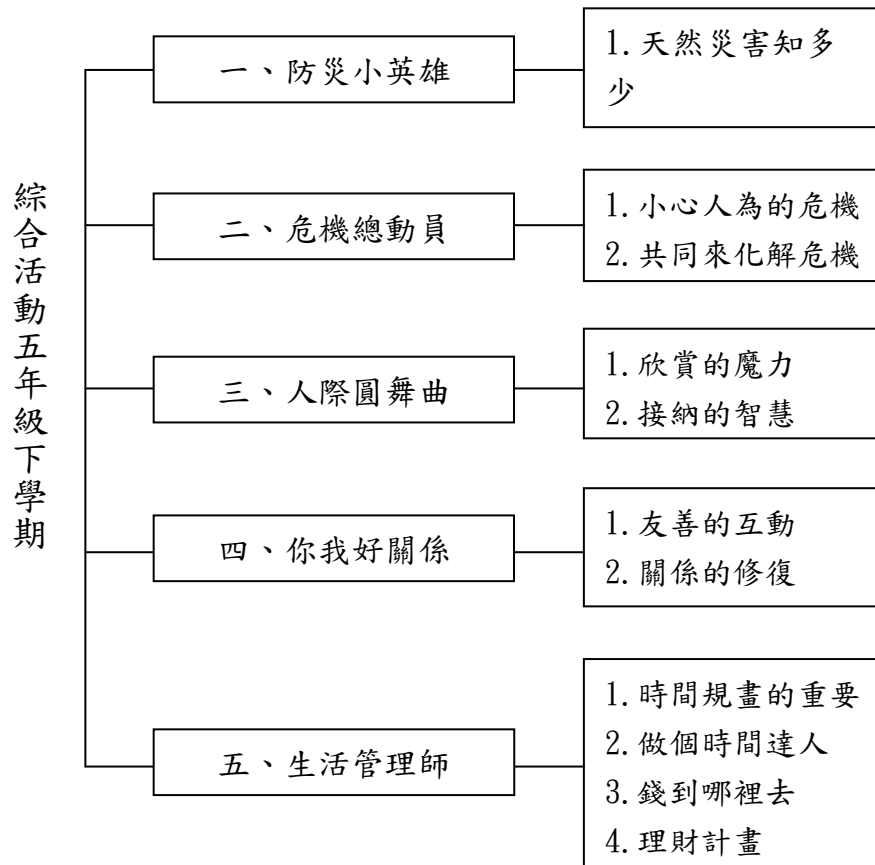 綜合活動五年級下學期
一、防災小英雄
1.天然災害知多
少
二、危機總動員
1.小心人為的危機
2.共同來化解危機
三、人際圓舞曲
1.欣賞的魔力
2.接納的智慧
四、你我好關係
1.友善的互動
2.關係的修復
五、生活管理師
1.時間規畫的重要
2.做個時間達人
3.錢到哪裡去
4.理財計畫